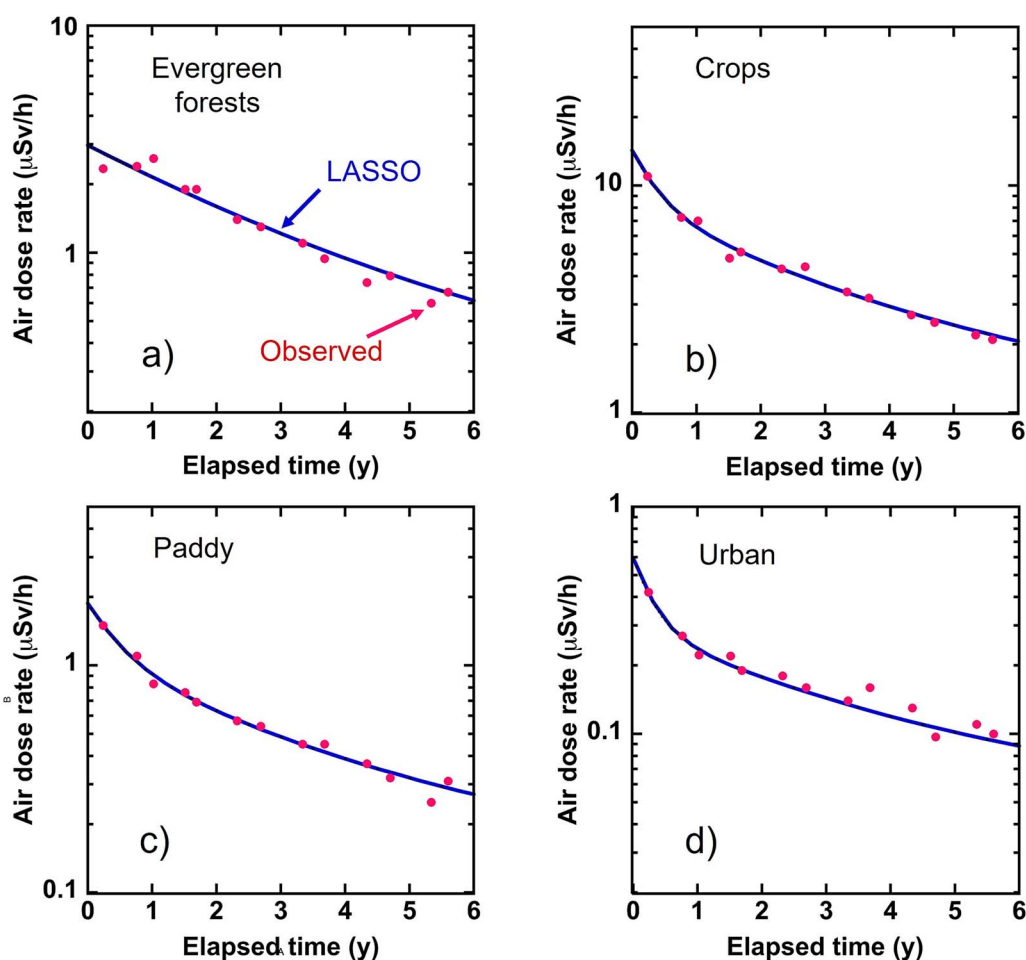 10
Evergreen
forests
LASSO
1
Observed
a)
Air dose rate (μSv/h)
0 1 2 3 4 5 6
Elapsed time (y)
Crops
10
b)
1
Air dose rate (μSv/h)
0 1 2 3 4 5 6
Elapsed time (y)
Paddy
1
B
c)
0.1
Air dose rate (μSv/h)
0 1 2 3 4 5 6
Elapsed time (y)
A
1
Urban
0.1
d)
Air dose rate (μSv/h)
0 1 2 3 4 5 6
Elapsed time (y)